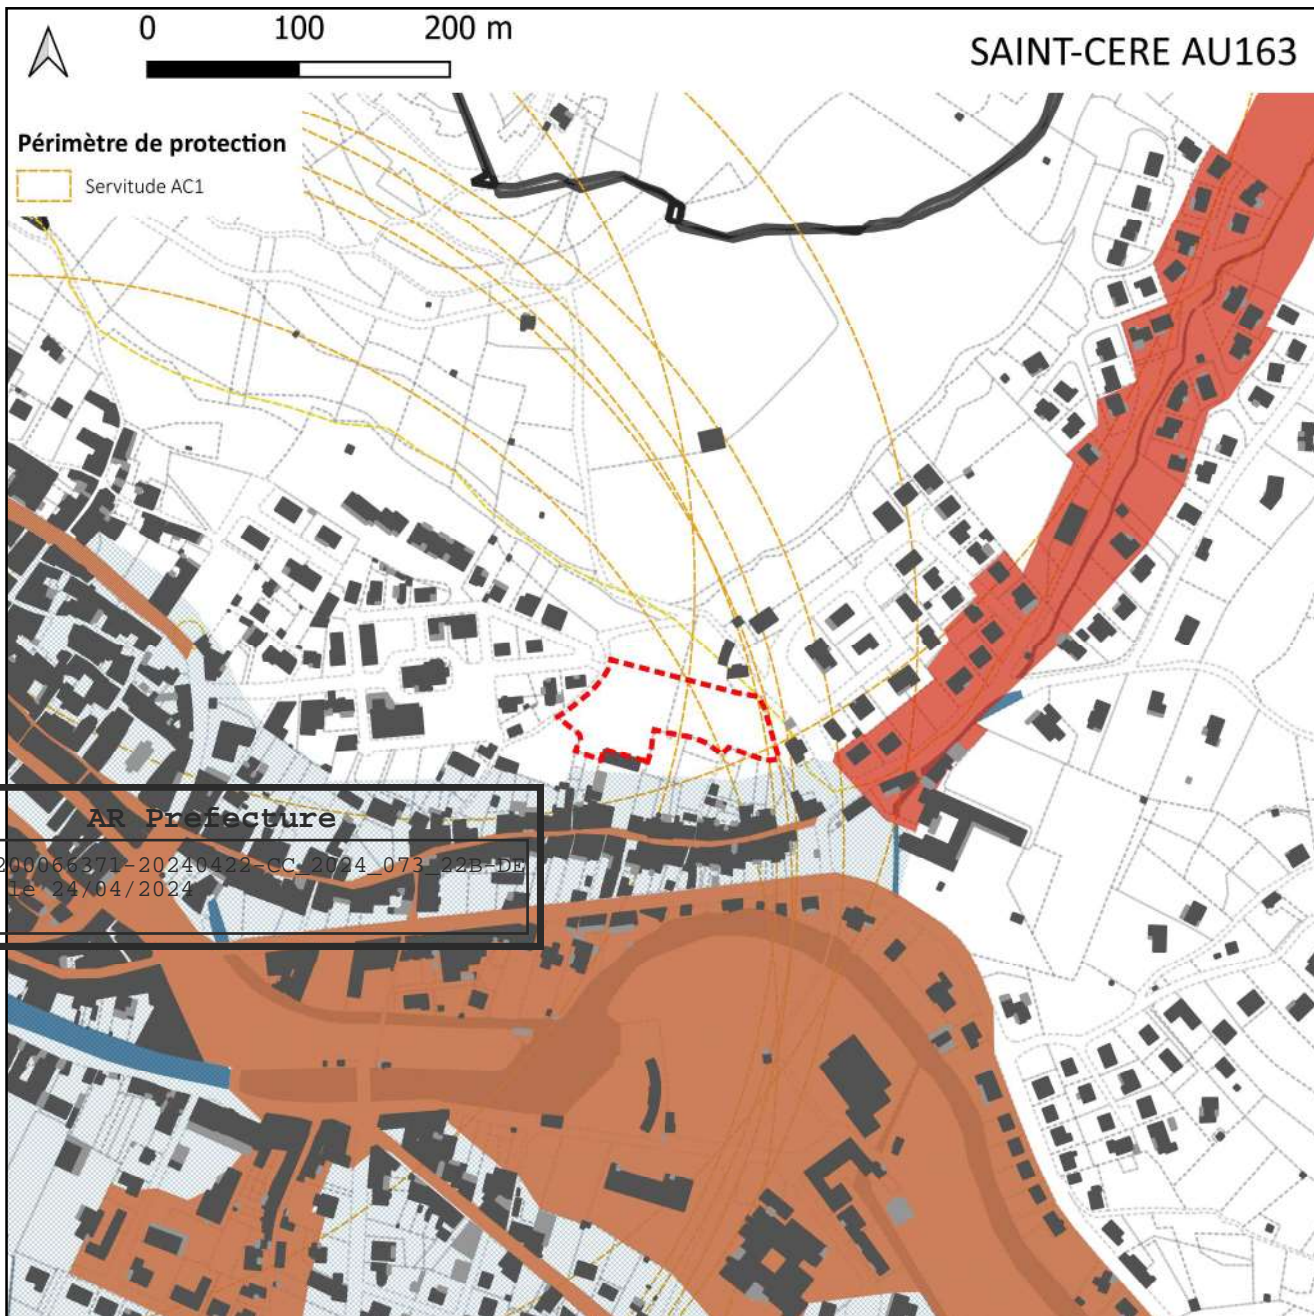 0 100 200 m
SAINT-CERE AU163
Périmètre de protection
Servitude AC1
AR Prefecture
200066371-20240422-CC_2024_073_22B-DE
le 24/04/2024